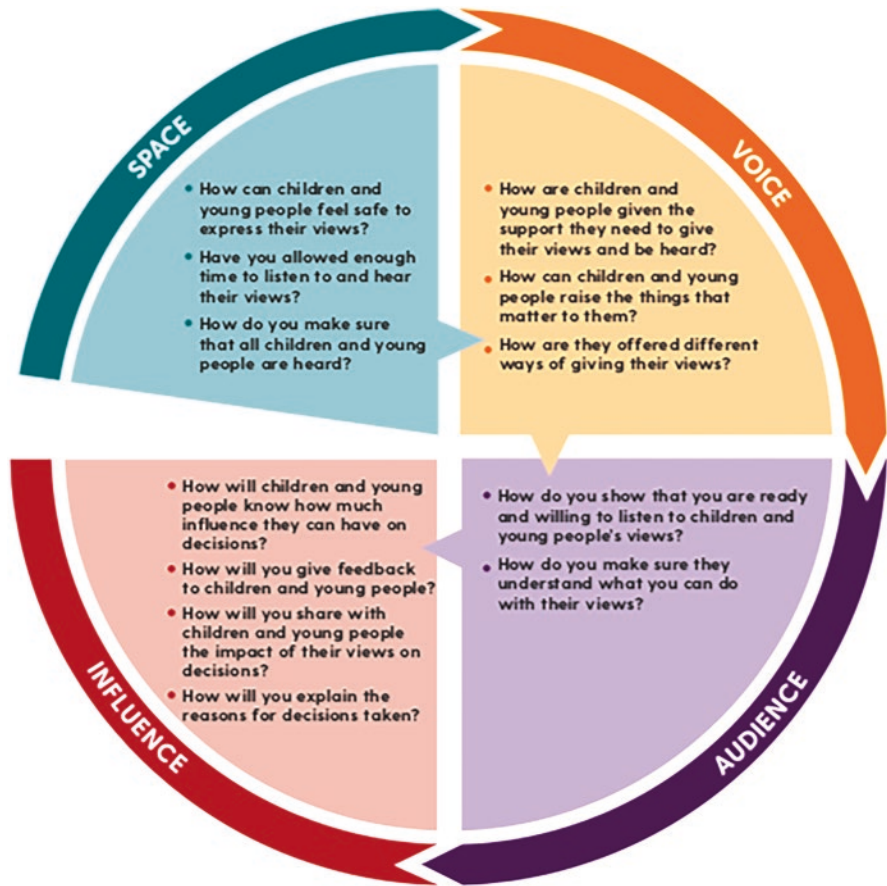 SPACE
• How can children and
young people feel safe to
express their views?
• Have you allowed enough
time to listen to and hear
their views?
• How do you make sure
that all children and young
people are heard?
VOICE
• How are children and
young people given the
support they need to give
their views and be heard?
• How can children and young
people raise the things that
matter to them?
• How are they offered different
ways of giving their views?
AUDIENCE
• How do you show that you are ready
and willing to listen to children and
young people's views?
• How do you make sure they
understand what you can do
with their views?
INFLUENCE
• How will children and young
people know how much
influence they can have on
decisions?
• How will you give feedback
to children and young people?
• How will you share with
children and young people
the impact of their views on
decisions?
• How will you explain the
reasons for decisions taken?